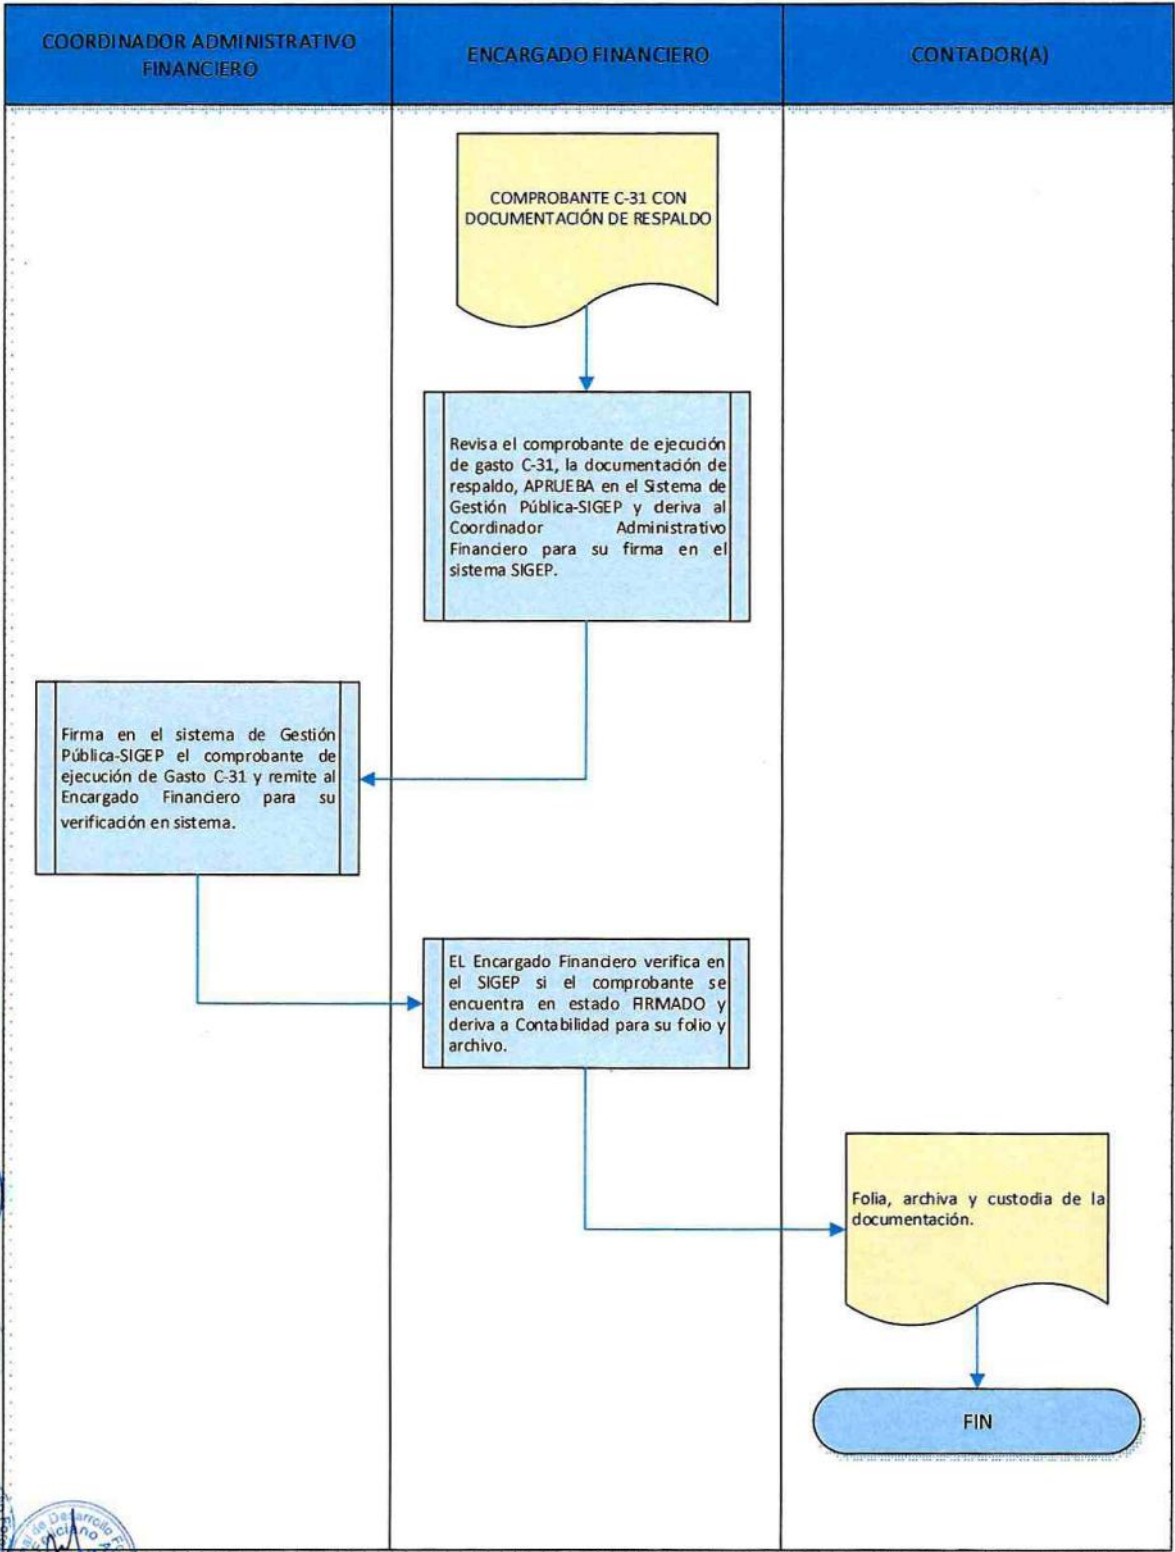 COORDINADOR ADMINISTRATIVO
FINANCIERO
ENCARGADO FINANCIERO
CONTADOR(A)
COMPROBANTE C-31 CON
DOCUMENTACIÓN DE RESPALDO
Revisa el comprobante de ejecución
de gasto C-31, la documentación de
respaldo, APRUEBA en el Sistema de
Gestión Pública-SIGEP y deriva al
Coordinador Administrativo
Financiero para su firma en el
sistema SIGEP.
Firma en el sistema de Gestión
Pública-SIGEP el comprobante de
ejecución de Gasto C-31 y remite al
Encargado Financiero para su
verificación en sistema.
EL Encargado Financiero verifica en
el SIGEP si el comprobante se
encuentra en estado FIRMADO y
deriva a Contabilidad para su folio y
archivo.
Folia, archiva y custodia de la
documentación.
FIN
de Desarrollo